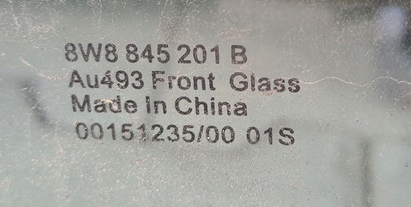 8W8 845 201 B
Au493 Front Glass
Made In China
00151235/00 01S